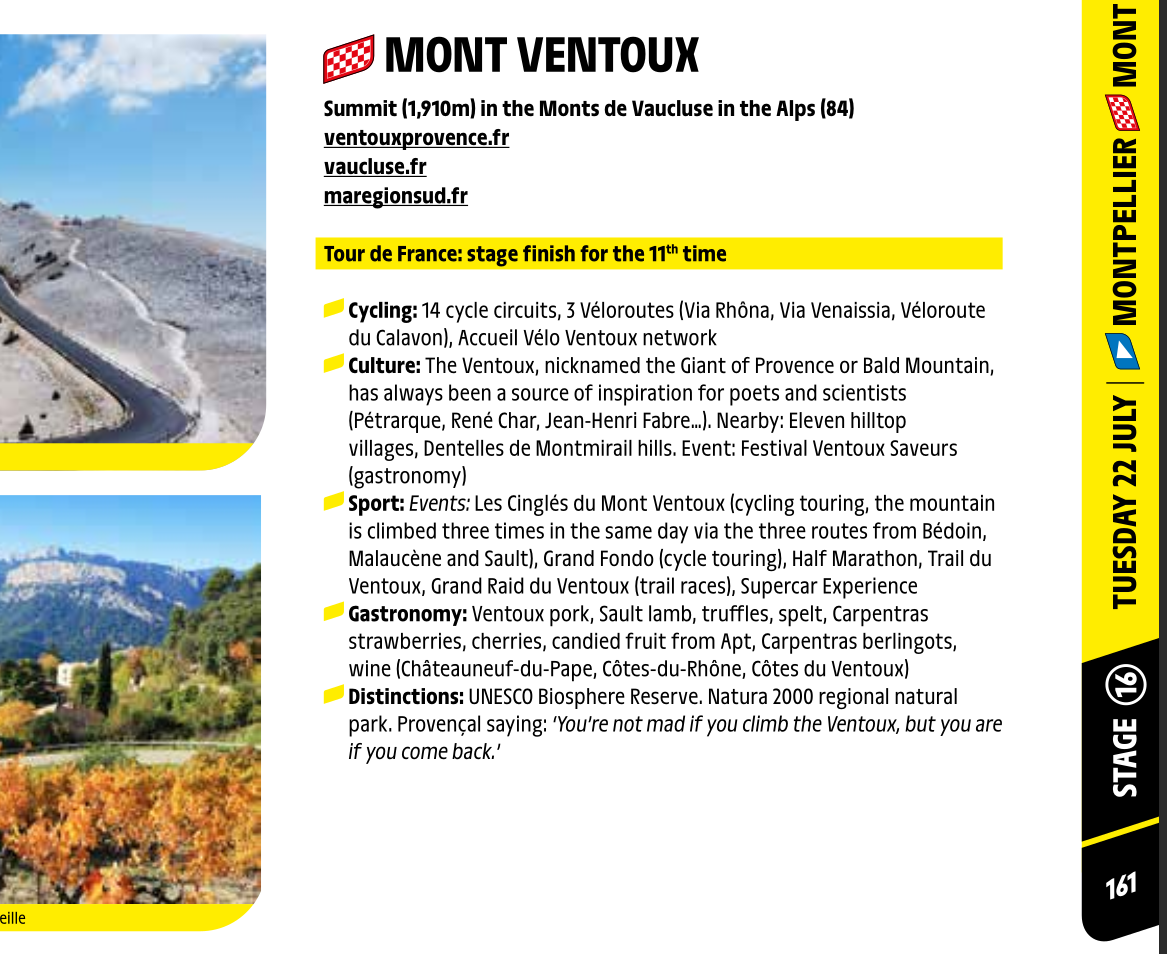 MONT VENTOUX
Summit (1,910m) in the Monts de Vaucluse in the Alps (84)
ventouxprovence.fr
vaucluse.fr
maregionsud.fr
Tour de France: stage finish for the 11th time
Cycling: 14 cycle circuits, 3 Véloroutes (Via Rhôna, Via Venaissia, Véloroute
du Calavon), Accueil Vélo Ventoux network
Culture: The Ventoux, nicknamed the Giant of Provence or Bald Mountain,
has always been a source of inspiration for poets and scientists
(Pétrarque, René Char, Jean-Henri Fabre…). Nearby: Eleven hilltop
villages, Dentelles de Montmirail hills. Event: Festival Ventoux Saveurs
(gastronomy)
Sport: Events: Les Cinglés du Mont Ventoux (cycling touring, the mountain
is climbed three times in the same day via the three routes from Bédoin,
Malaucène and Sault), Grand Fondo (cycle touring), Half Marathon, Trail du
Ventoux, Grand Raid du Ventoux (trail races), Supercar Experience
Gastronomy: Ventoux pork, Sault lamb, truffles, spelt, Carpentras
strawberries, cherries, candied fruit from Apt, Carpentras berlingots,
wine (Châteauneuf-du-Pape, Côtes-du-Rhône, Côtes du Ventoux)
Distinctions: UNESCO Biosphere Reserve. Natura 2000 regional natural
park. Provençal saying: ‘You’re not mad if you climb the Ventoux, but you are
if you come back.’
eille
161
STAGE 16
TUESDAY 22 JULY | MONTPELLIER MONT